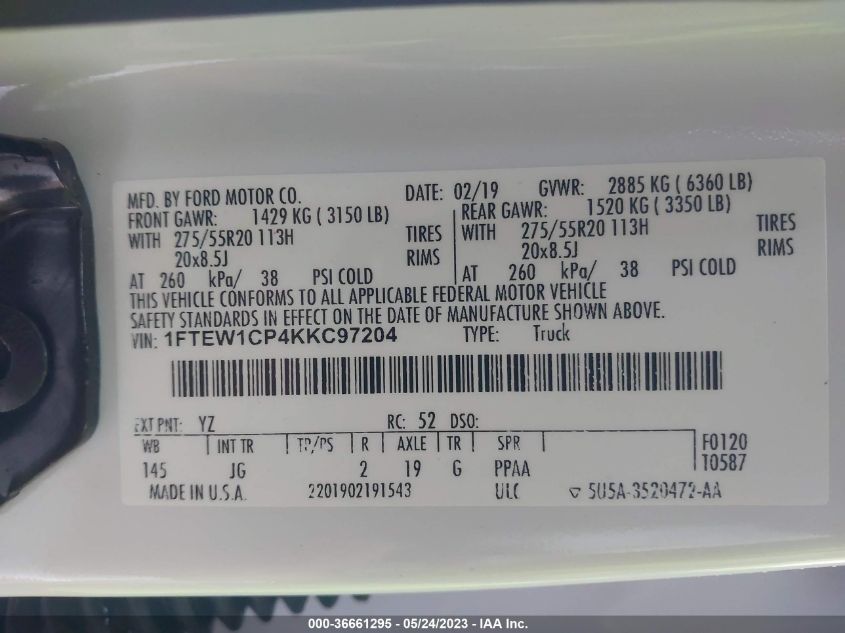 MFD. BY FORD MOTOR CO. DATE: 02/19 GVWR: 2885 KG ( 6360 LB)
FRONT GAWR: 1429 KG ( 3150 LB) REAR GAWR: 1520 KG ( 3350 LB)
WITH 275/55R20 113H TIRES WITH 275/55R20 113H TIRES
20x8.5J RIMS 20x8.5J RIMS
AT 260 kPa/ 38 PSI COLD AT 260 kPa/ 38 PSI COLD
THIS VEHICLE CONFORMS TO ALL APPLICABLE FEDERAL MOTOR VEHICLE
SAFETY STANDARDS IN EFFECT ON THE DATE OF MANUFACTURE SHOWN ABOVE.
VIN: 1FTEW1CP4KKC97204 TYPE: Truck
EXT PNT: YZ RC: 52 DSO:
WB INT TR TP/PS R AXLE TR SPR F0120
145 JG 2 19 G PPAA T0587
MADE IN U.S.A. 2201902191543 ULC ▽ 5U5A-3520472-AA
000-36661295 - 05/24/2023 - IAA Inc.